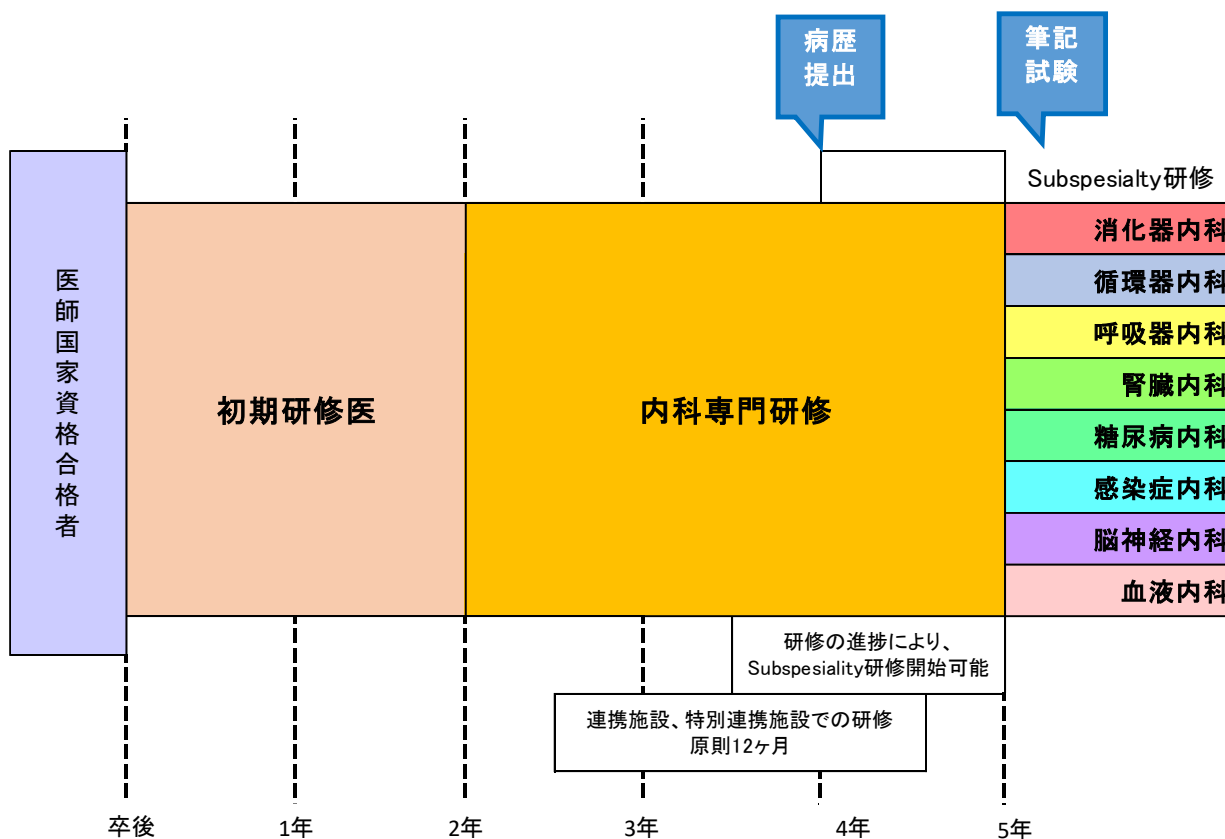 病歴
提出
筆記
試験
Subspesialty研修
医師国家資格合格者
初期研修医
内科専門研修
消化器内科
循環器内科
呼吸器内科
腎臓内科
糖尿病内科
感染症内科
脳神経内科
血液内科
研修の進捗により、
Subspesiality研修開始可能
連携施設、特別連携施設での研修
原則12ヶ月
卒後 1年 2年 3年 4年 5年